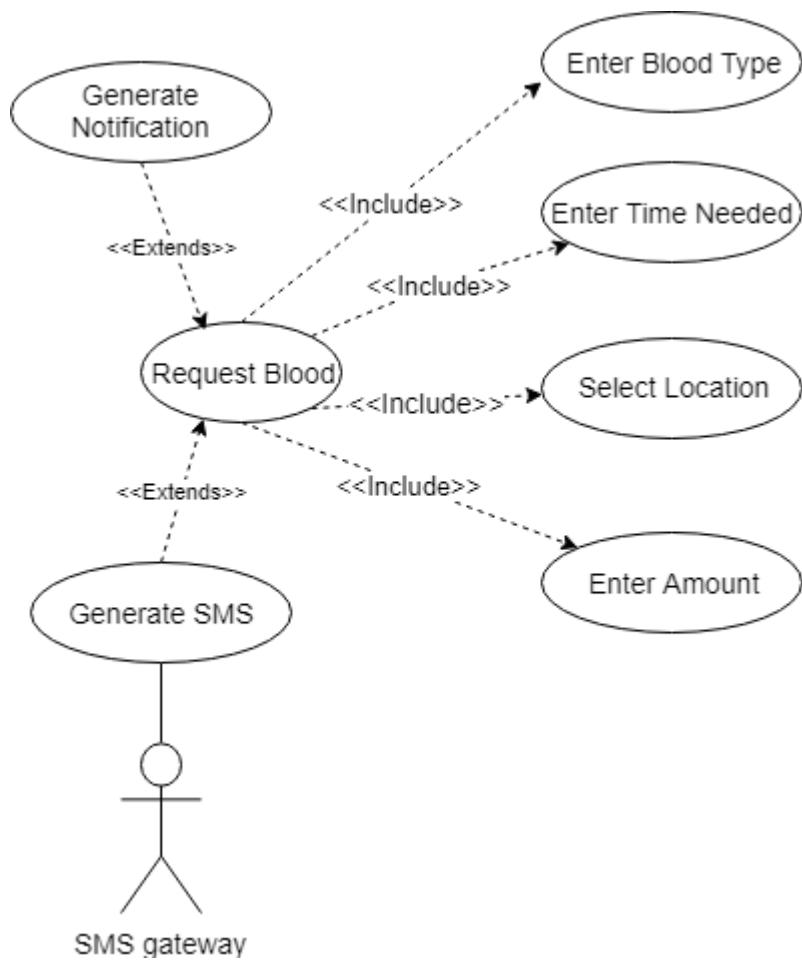 Enter Blood Type
Generate
Notification
<<Include>>
Enter Time Needed
<<Extends>>
<<Include>>
Request Blood
Select Location
<<Include>>
<<Extends>>
<<Include>>
Enter Amount
Generate SMS
SMS gateway